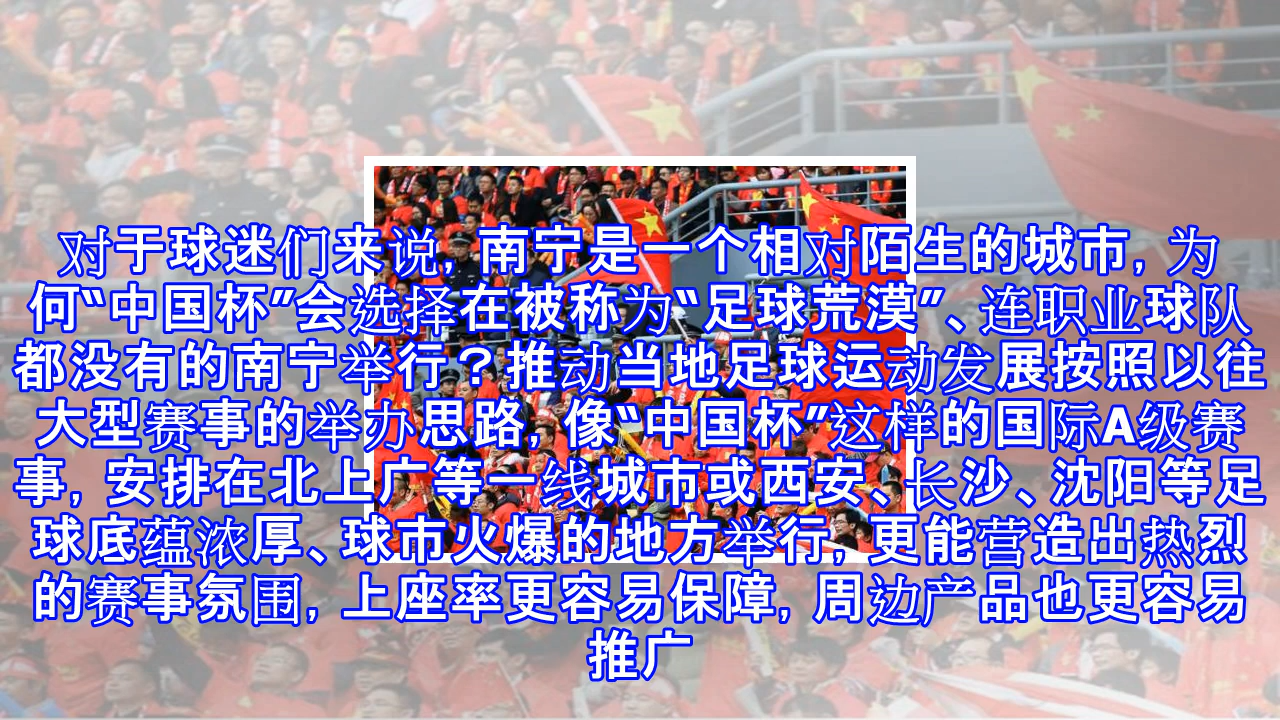 对于球迷们来说,南宁是一个相对陌生的城市,为
何“中国杯”会选择在被称为“足球荒漠”、连职业球队
都没有的南宁举行？推动当地足球运动发展按照以往
大型赛事的举办思路,像“中国杯”这样的国际A级赛
事,安排在北上广等一线城市或西安、长沙、沈阳等足
球底蕴浓厚、球市火爆的地方举行,更能营造出热烈
的赛事氛围,上座率更容易保障,周边产品也更容易
推广